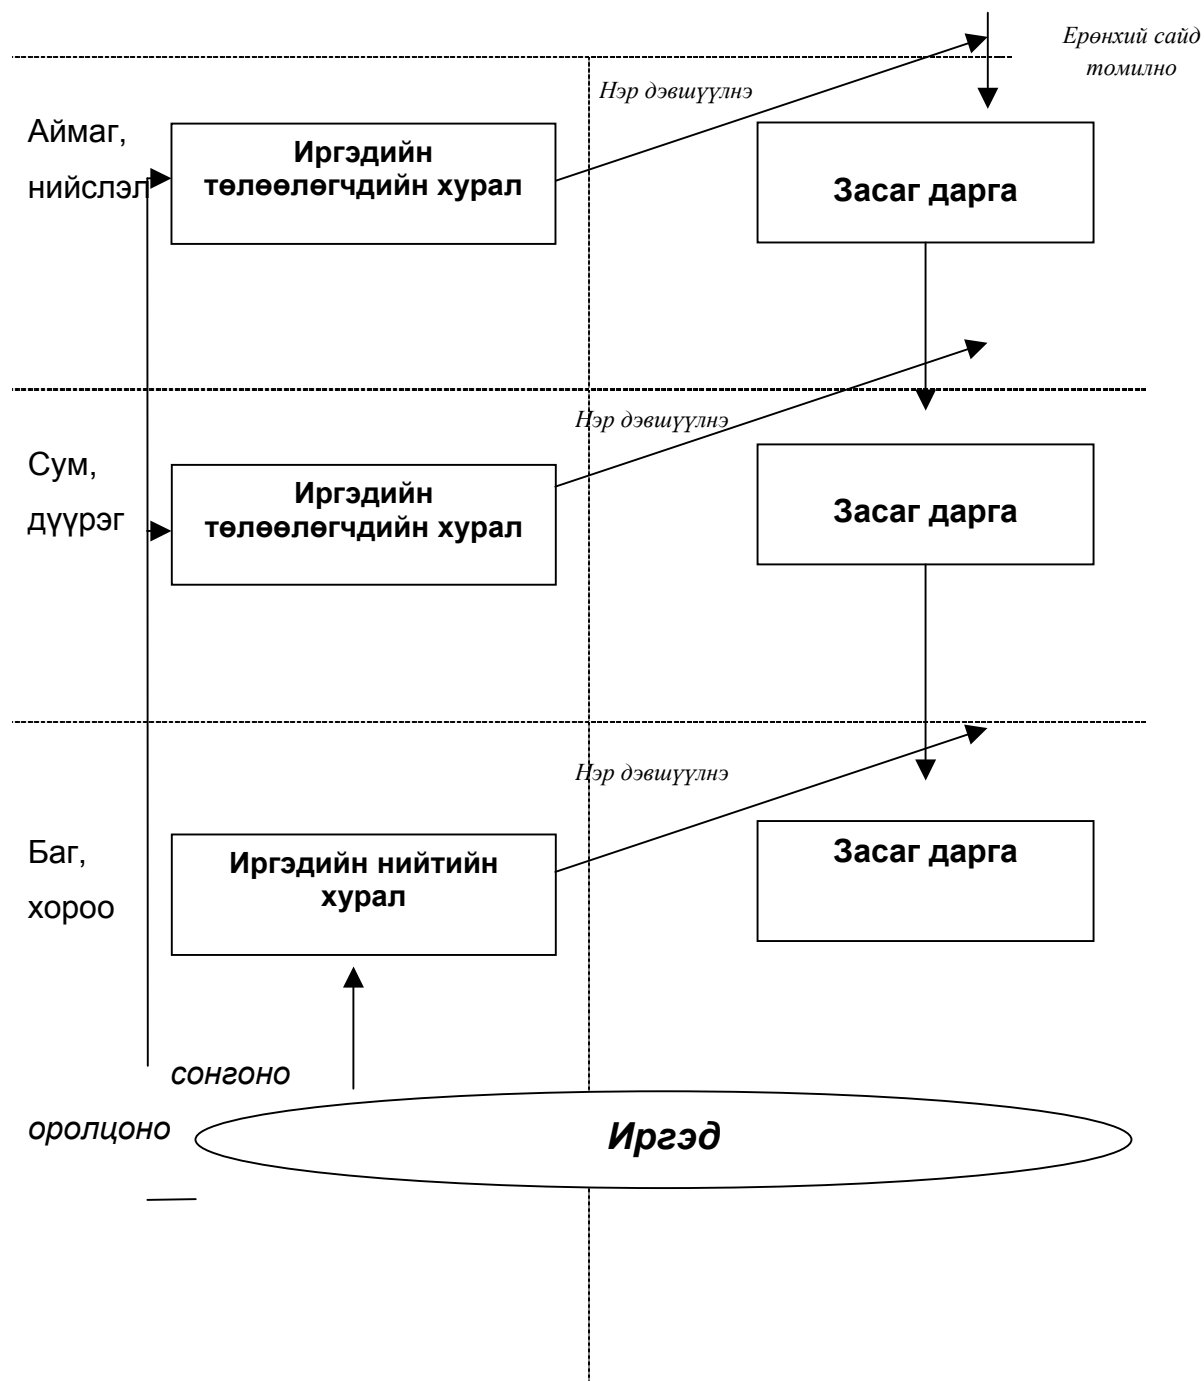 Ерөнхий сайд
томилно
Нэр дэвшүүлнэ
Аймаг,
нийслэл
Иргэдийн
төлөөлөгчдийн хурал
Засаг дарга
Нэр дэвшүүлнэ
Сум,
дүүрэг
Иргэдийн
төлөөлөгчдийн хурал
Засаг дарга
Нэр дэвшүүлнэ
Баг,
хороо
Иргэдийн нийтийн
хурал
Засаг дарга
сонгоно
оролцоно
Иргэд